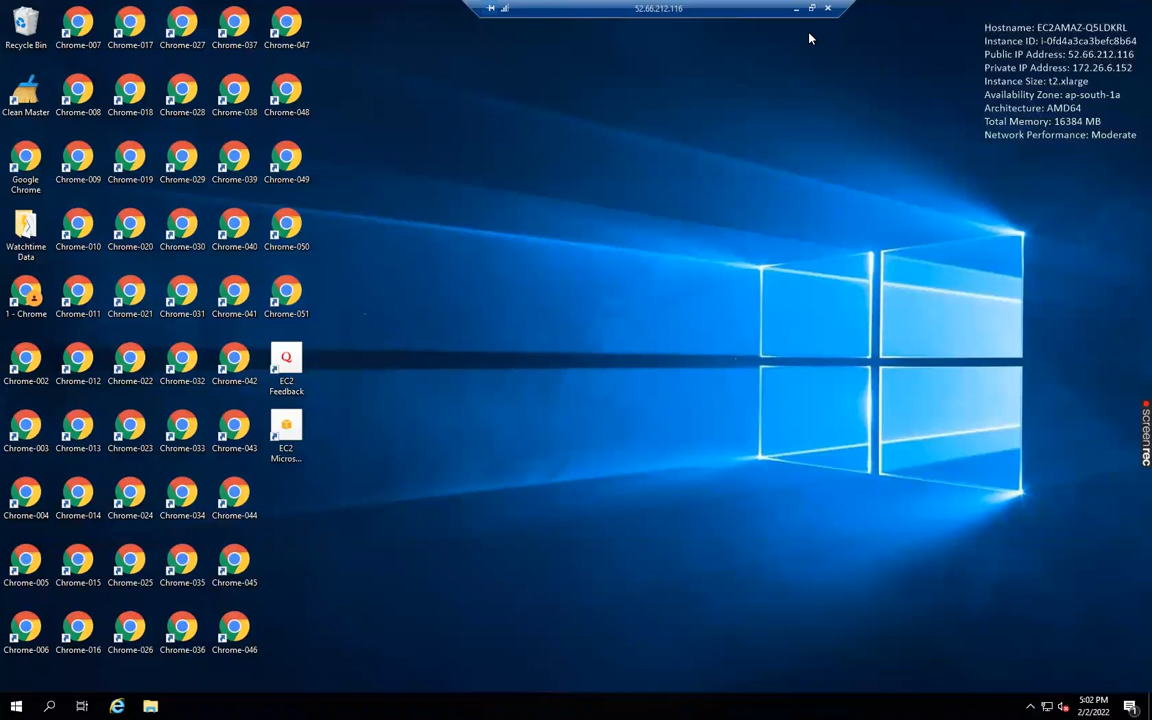 52.66.212.116
Hostname: EC2AMAZ-Q5LDKRL
Instance ID: i-0fd4a3ca3befc8b64
Public IP Address: 52.66.212.116
Private IP Address: 172.26.6.152
Instance Size: t2.xlarge
Availability Zone: ap-south-1a
Architecture: AMD64
Total Memory: 16384 MB
Network Performance: Moderate
Recycle Bin
Chrome-007
Chrome-017
Chrome-027
Chrome-037
Chrome-047
Clean Master
Chrome-008
Chrome-018
Chrome-028
Chrome-038
Chrome-048
Google
Chrome
Chrome-009
Chrome-019
Chrome-029
Chrome-039
Chrome-049
Watchtime
Data
Chrome-010
Chrome-020
Chrome-030
Chrome-040
Chrome-050
1 - Chrome
Chrome-011
Chrome-021
Chrome-031
Chrome-041
Chrome-051
Chrome-002
Chrome-012
Chrome-022
Chrome-032
Chrome-042
Q
EC2
Feedback
Chrome-003
Chrome-013
Chrome-023
Chrome-033
Chrome-043
EC2
Micros...
Chrome-004
Chrome-014
Chrome-024
Chrome-034
Chrome-044
Chrome-005
Chrome-015
Chrome-025
Chrome-035
Chrome-045
Chrome-006
Chrome-016
Chrome-026
Chrome-036
Chrome-046
screenrec
5:02 PM
2/2/2022
1